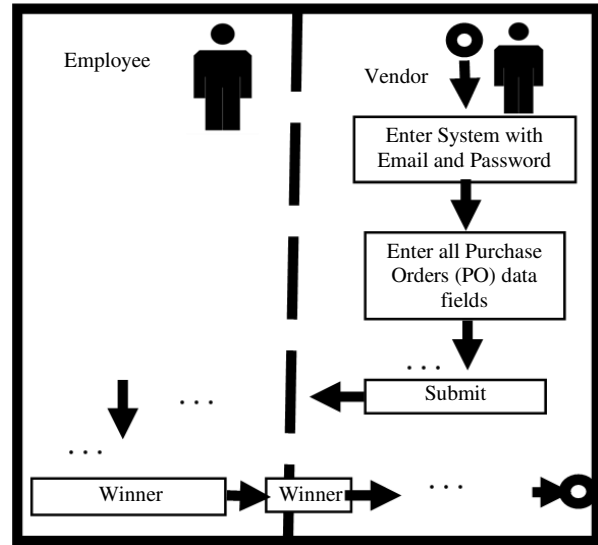 Employee
Vendor
Enter System with
Email and Password
Enter all Purchase
Orders (PO) data
fields
. . .
Submit
. . .
. . .
Winner
Winner
. . .